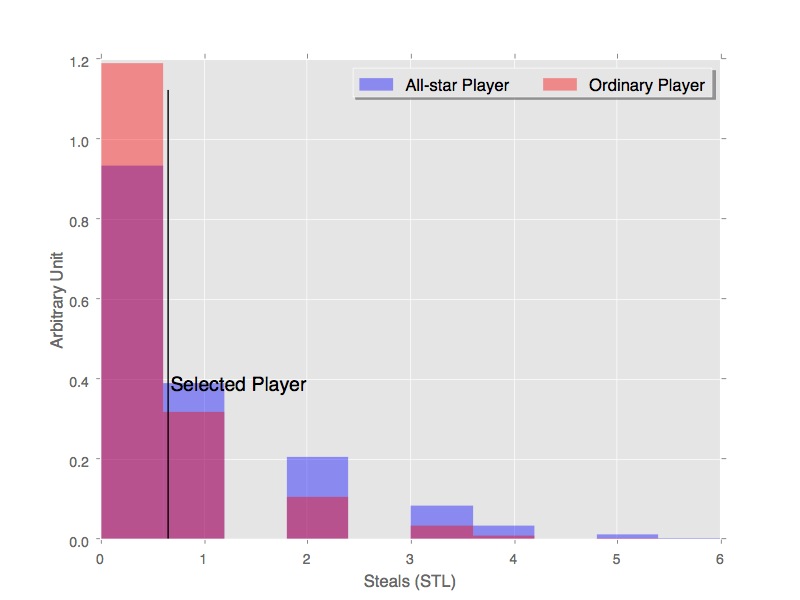 All-star Player
Ordinary Player
1.2
1.0
0.8
0.6
0.4
0.2
0.0
Arbitrary Unit
Selected Player
0 1 2 3 4 5 6
Steals (STL)